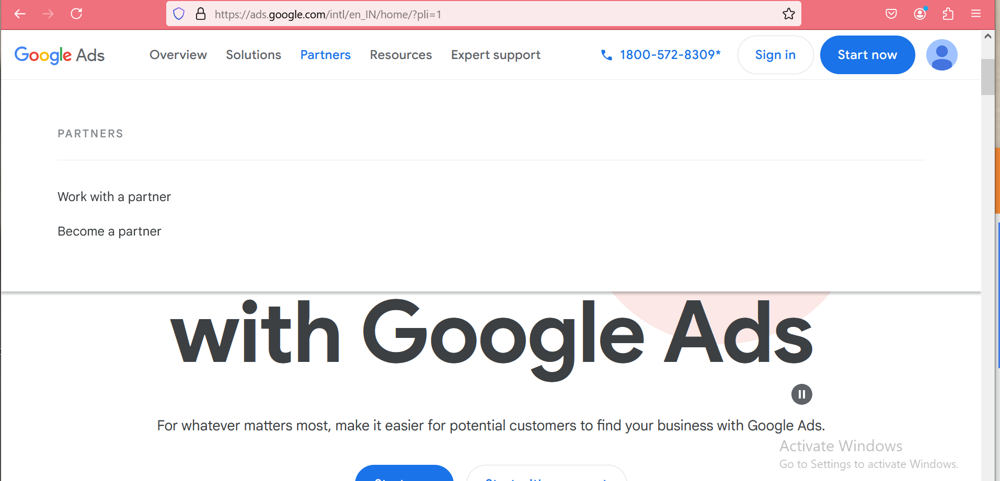 https://ads.google.com/intl/en_IN/home/?pli=1
Google Ads Overview Solutions Partners Resources Expert support 1800-572-8309* Sign in Start now
PARTNERS
Work with a partner
Become a partner
with Google Ads
For whatever matters most, make it easier for potential customers to find your business with Google Ads.
Activate Windows
Go to Settings to activate Windows.